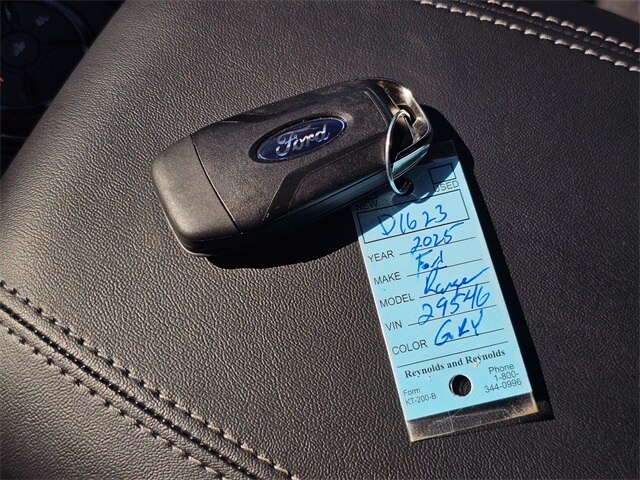 Ford
NEW USED
D1623
YEAR 2025
MAKE Ford
MODEL Ranger
VIN 29546
COLOR GRY
Reynolds and Reynolds
Form
KT-200-B
Phone
1-800-
344-0996